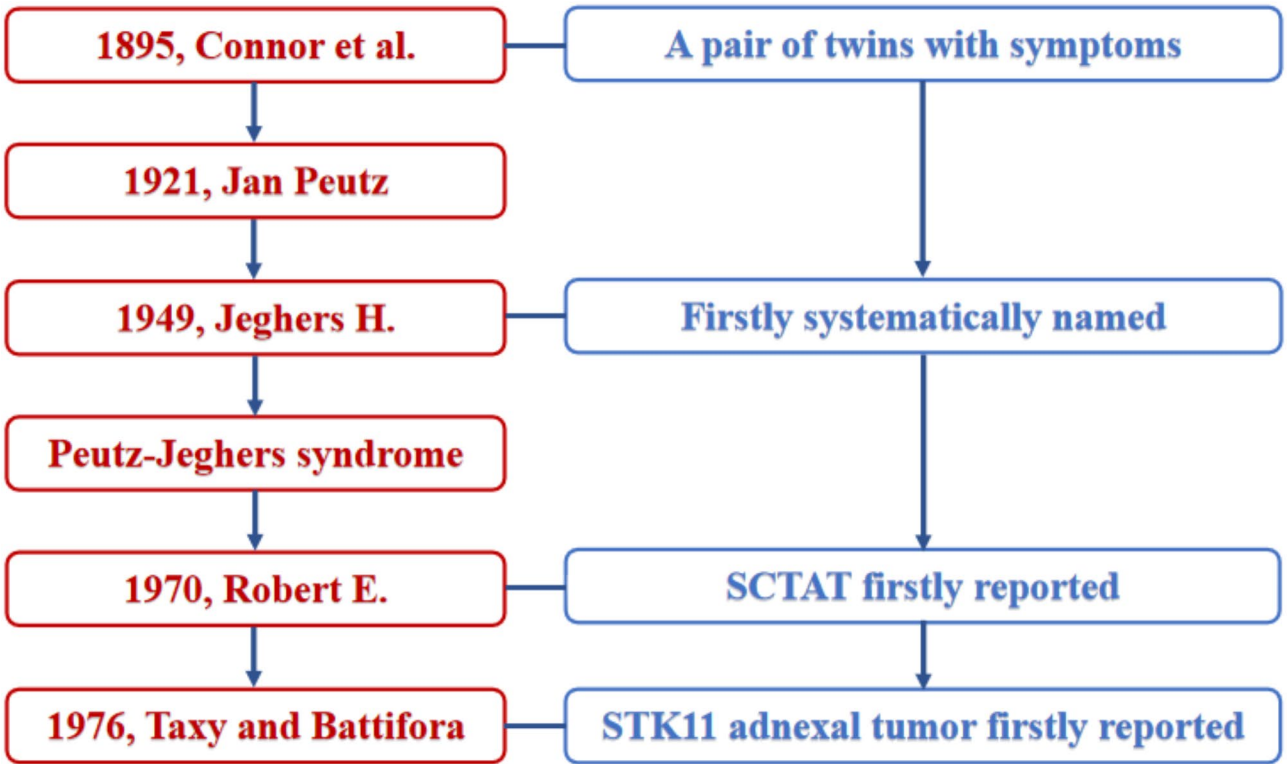 1895, Connor et al.
A pair of twins with symptoms
1921, Jan Peutz
1949, Jeghers H.
Firstly systematically named
Peutz-Jeghers syndrome
1970, Robert E.
SCTAT firstly reported
1976, Taxy and Battifora
STK11 adnexal tumor firstly reported